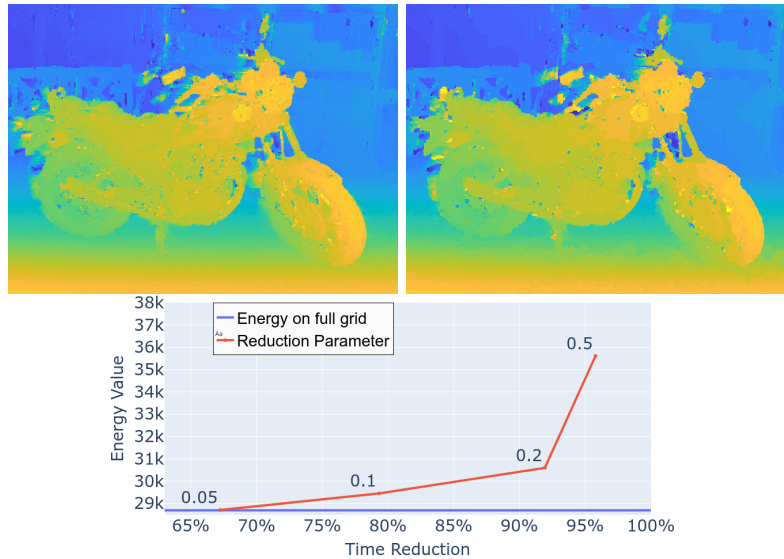 38k
Energy on full grid
37k
Aa
Reduction Parameter
36k
0.5
35k
34k
33k
32k
31k
0.2
30k
0.1
29k
0.05
Energy Value
65% 70% 75% 80% 85% 90% 95% 100%
Time Reduction